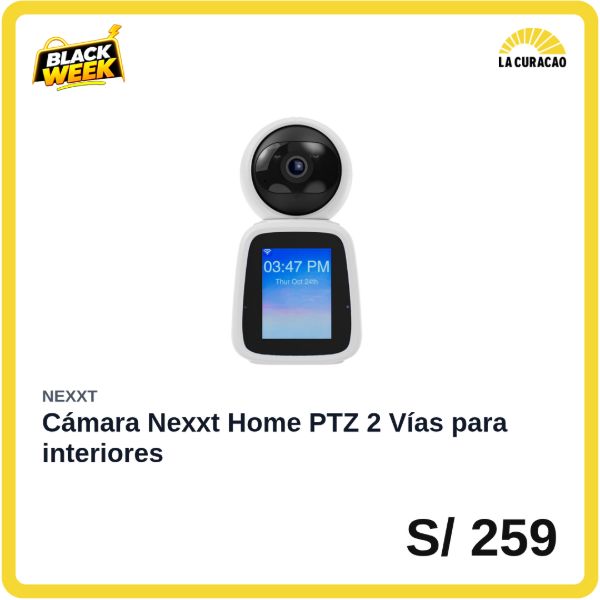 BLACK
WEEK
LA CURACAO
03:47 PM
Thur Oct 24th
NEXXT
Cámara Nexxt Home PTZ 2 Vías para
interiores
S/ 259